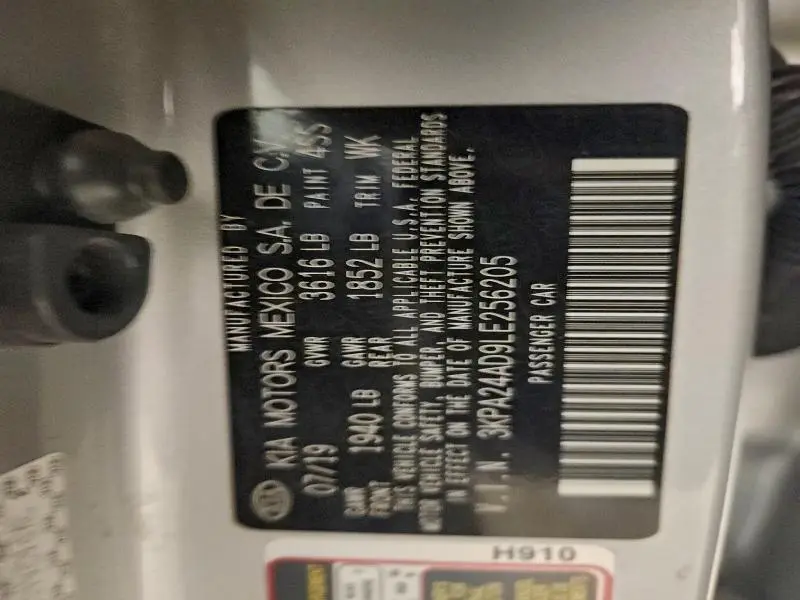 MANUFACTURED BY
KIA KIA MOTORS MEXICO S.A. DE C.V.
07/19 GVWR 3616 LB PAINT 455
GAWR FRONT 1940 LB GAWR REAR 1852 LB TRIM WK
THIS VEHICLE CONFORMS TO ALL APPLICABLE U.S.A. FEDERAL
MOTOR VEHICLE SAFETY, BUMPER, AND THEFT PREVENTION STANDARDS
IN EFFECT ON THE DATE OF MANUFACTURE SHOWN ABOVE.
V.I.N. 3KPA24AD9LE256205
PASSENGER CAR
H910